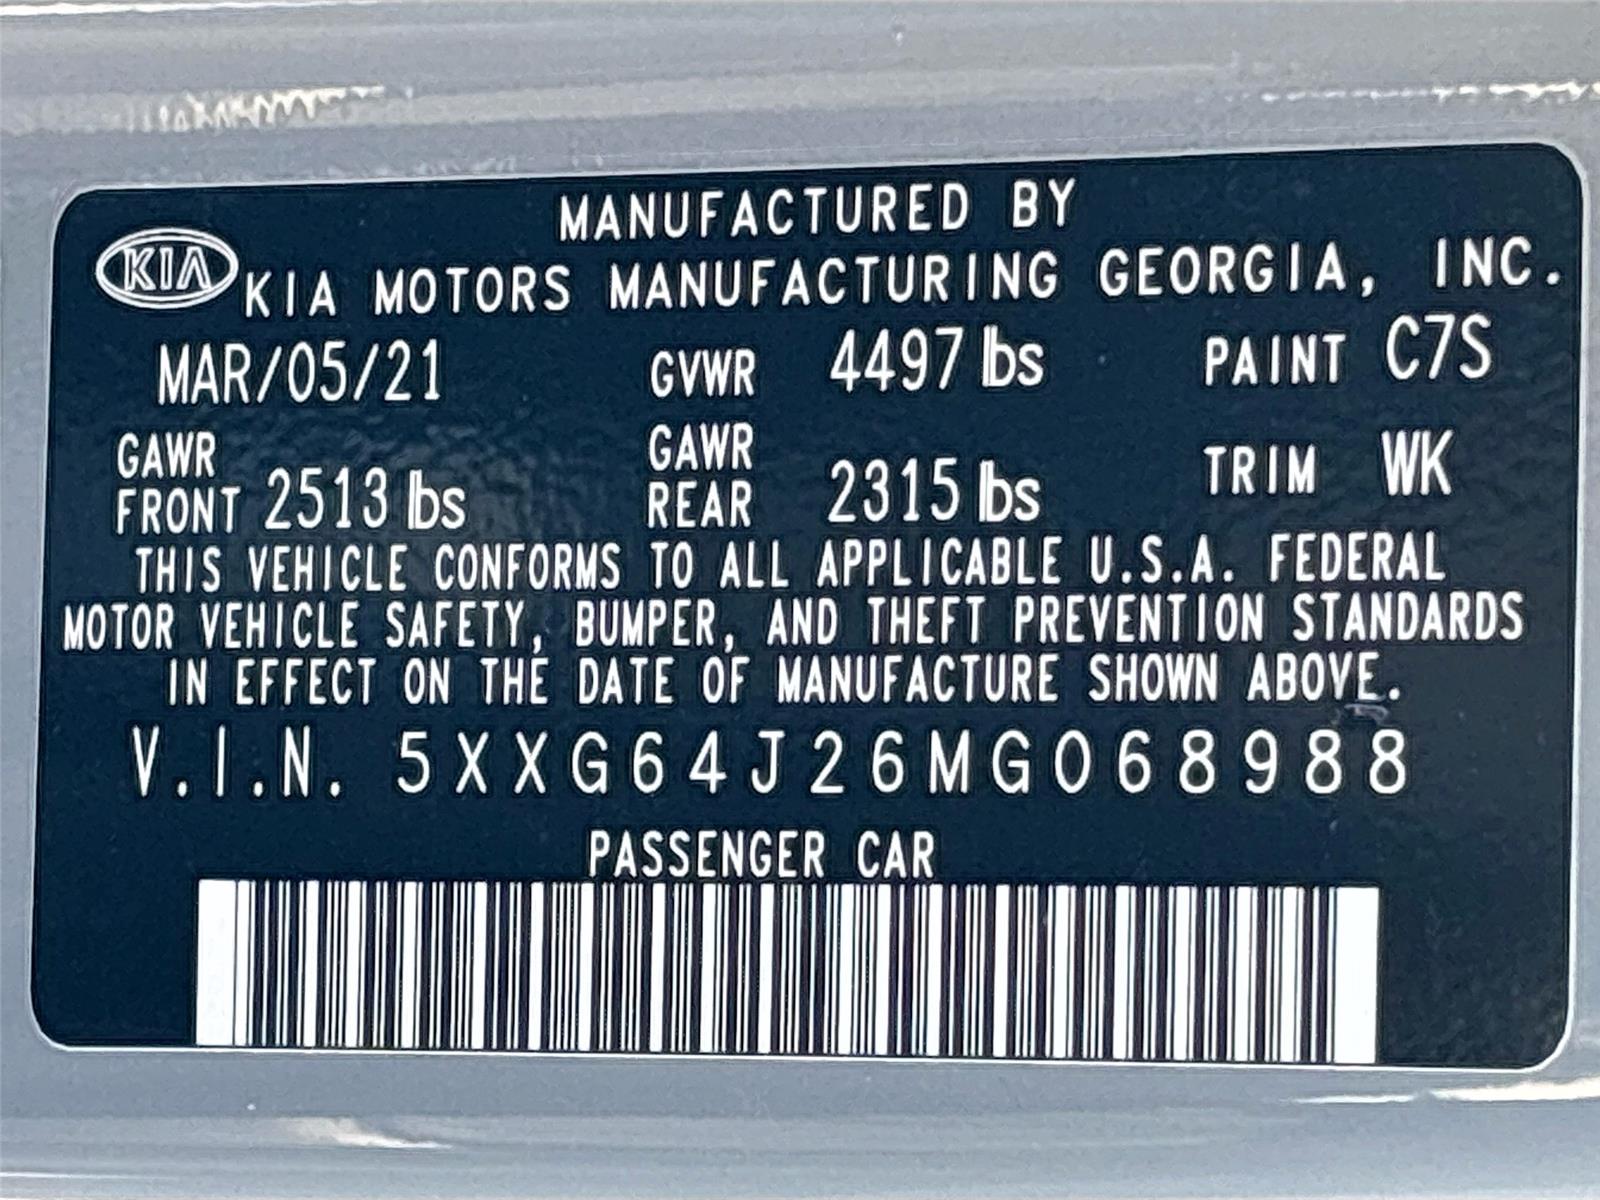 MANUFACTURED BY
KIA KIA MOTORS MANUFACTURING GEORGIA, INC.
MAR/05/21 GVWR 4497 lbs PAINT C7S
GAWR FRONT 2513 lbs GAWR REAR 2315 lbs TRIM WK
THIS VEHICLE CONFORMS TO ALL APPLICABLE U.S.A. FEDERAL
MOTOR VEHICLE SAFETY, BUMPER, AND THEFT PREVENTION STANDARDS
IN EFFECT ON THE DATE OF MANUFACTURE SHOWN ABOVE.
V.I.N. 5XXG64J26MG068988
PASSENGER CAR